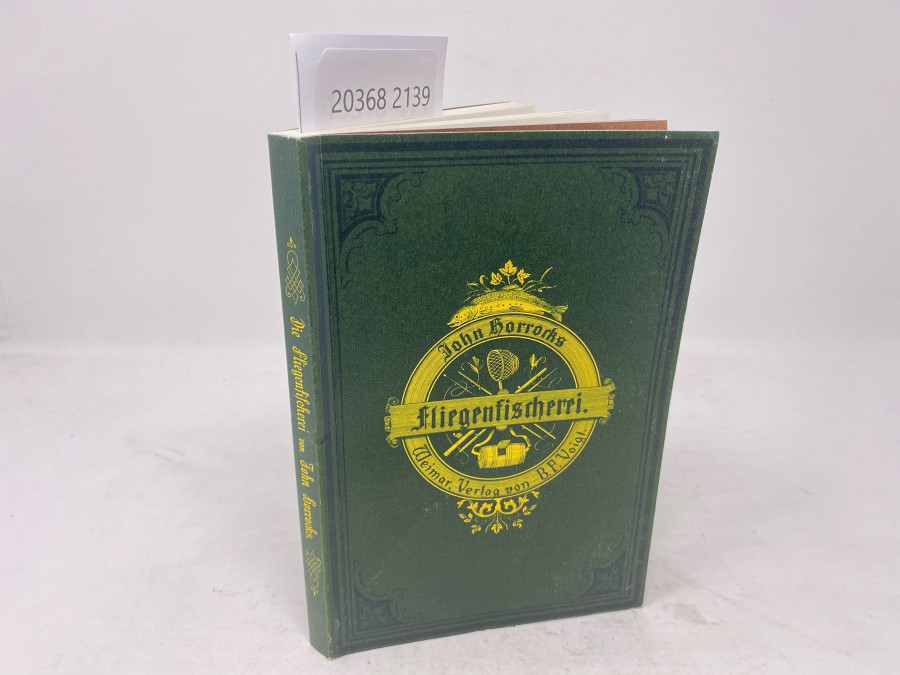 20368 2139
John Horrocks
Fliegenfischerei.
Weimar, Verlag von B.F. Voigt.
Die Fliegenfischerei von John Horrocks